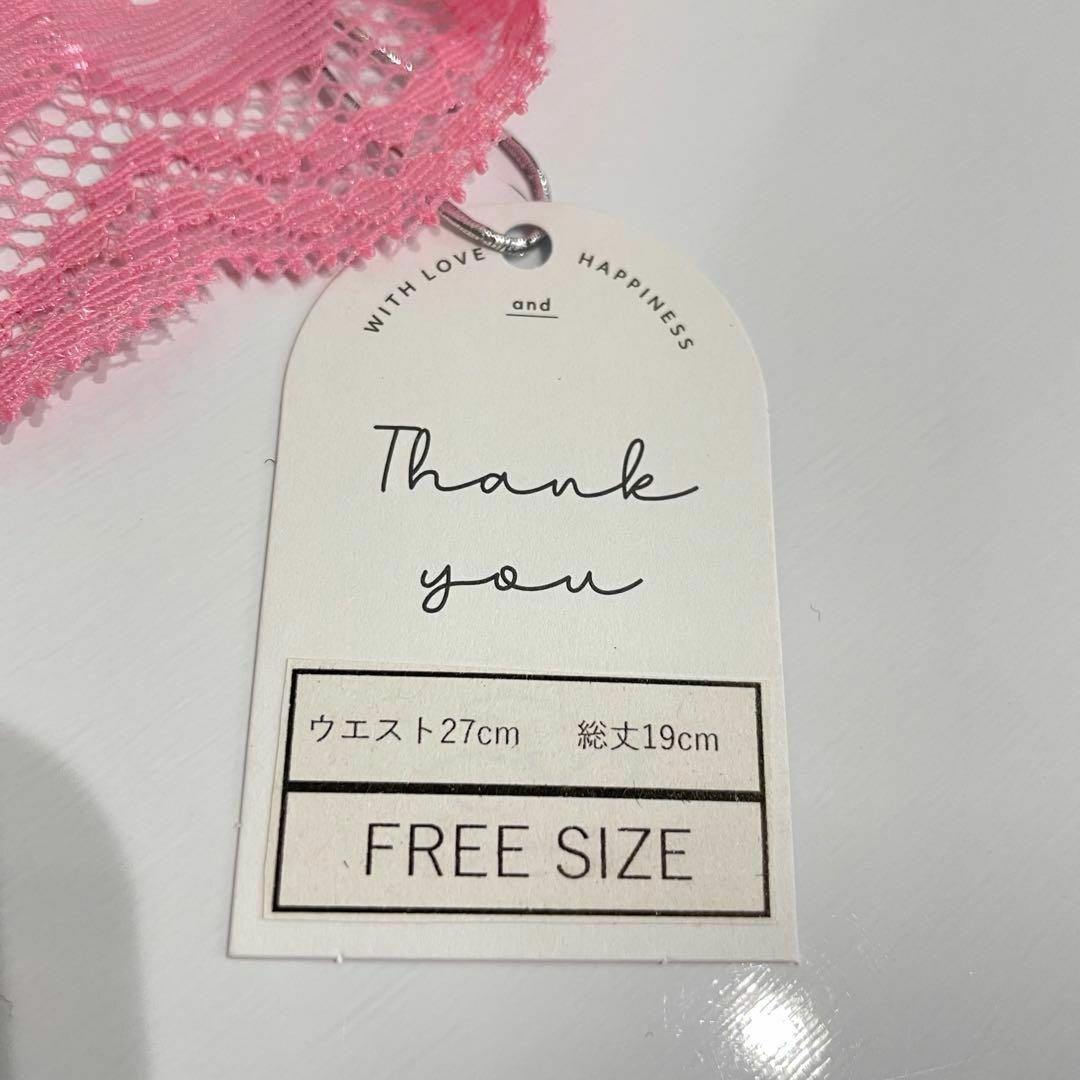 WITH LOVE
and
HAPPINESS
Thank
you
ウエスト27cm 総丈19cm
FREE SIZE